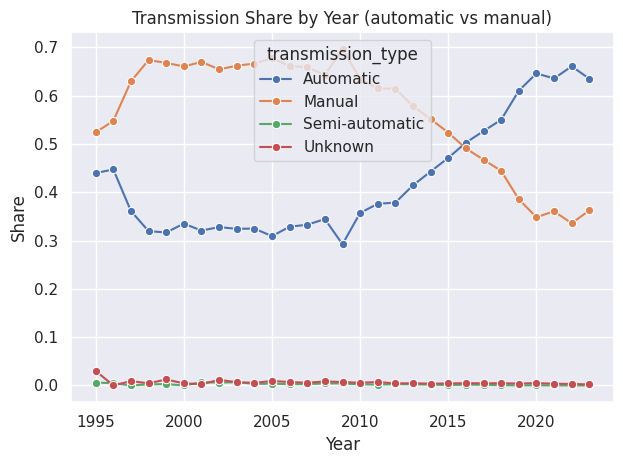 Transmission Share by Year (automatic vs manual)
Share
0.7
0.6
0.5
0.4
0.3
0.2
0.1
0.0
transmission_type
Automatic
Manual
Semi-automatic
Unknown
1995 2000 2005 2010 2015 2020
Year